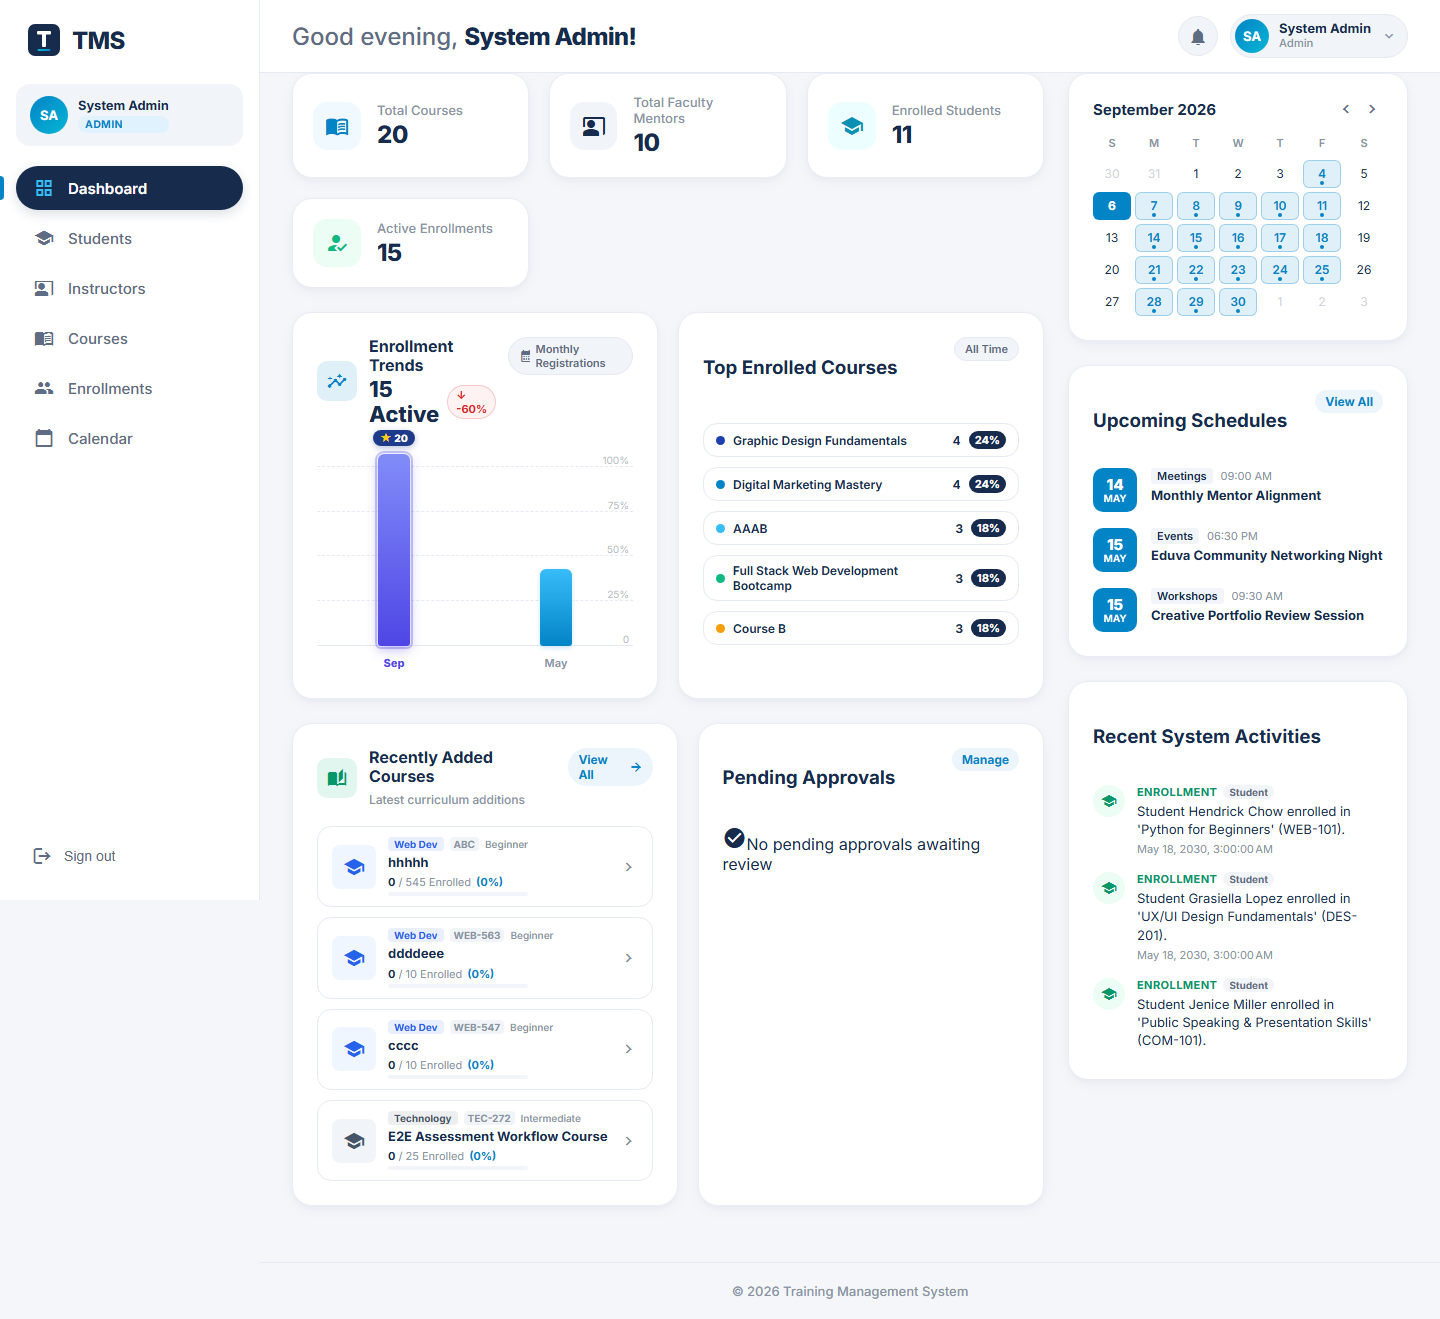 TMS
SA
System Admin
ADMIN
Dashboard
Students
Instructors
Courses
Enrollments
Calendar
Sign out
Good evening, System Admin!
SA
System Admin
Admin
Total Courses
20
Total Faculty
Mentors
10
Enrolled Students
11
Active Enrollments
15
Enrollment
Trends
15
Active
-60%
Monthly
Registrations
20
100%
75%
50%
25%
0
Sep
May
Top Enrolled Courses
All Time
Graphic Design Fundamentals 4 24%
Digital Marketing Mastery 4 24%
AAAB 3 18%
Full Stack Web Development
Bootcamp
3 18%
Course B 3 18%
Recently Added
Courses
Latest curriculum additions
View
All
Web Dev ABC Beginner
hhhhh
0 / 545 Enrolled (0%)
Web Dev WEB-563 Beginner
ddddeee
0 / 10 Enrolled (0%)
Web Dev WEB-547 Beginner
cccc
0 / 10 Enrolled (0%)
Technology TEC-272 Intermediate
E2E Assessment Workflow Course
0 / 25 Enrolled (0%)
Pending Approvals
Manage
No pending approvals awaiting
review
September 2026
S M T W T F S
30 31 1 2 3 4 5
6 7 8 9 10 11 12
13 14 15 16 17 18 19
20 21 22 23 24 25 26
27 28 29 30 1 2 3
Upcoming Schedules
View All
14
MAY
Meetings 09:00 AM
Monthly Mentor Alignment
15
MAY
Events 06:30 PM
Eduva Community Networking Night
15
MAY
Workshops 09:30 AM
Creative Portfolio Review Session
Recent System Activities
ENROLLMENT Student
Student Hendrick Chow enrolled in
'Python for Beginners' (WEB-101).
May 18, 2030, 3:00:00 AM
ENROLLMENT Student
Student Grasiella Lopez enrolled in
'UX/UI Design Fundamentals' (DES-
201).
May 18, 2030, 3:00:00 AM
ENROLLMENT Student
Student Jenice Miller enrolled in
'Public Speaking & Presentation Skills'
(COM-101).
© 2026 Training Management System